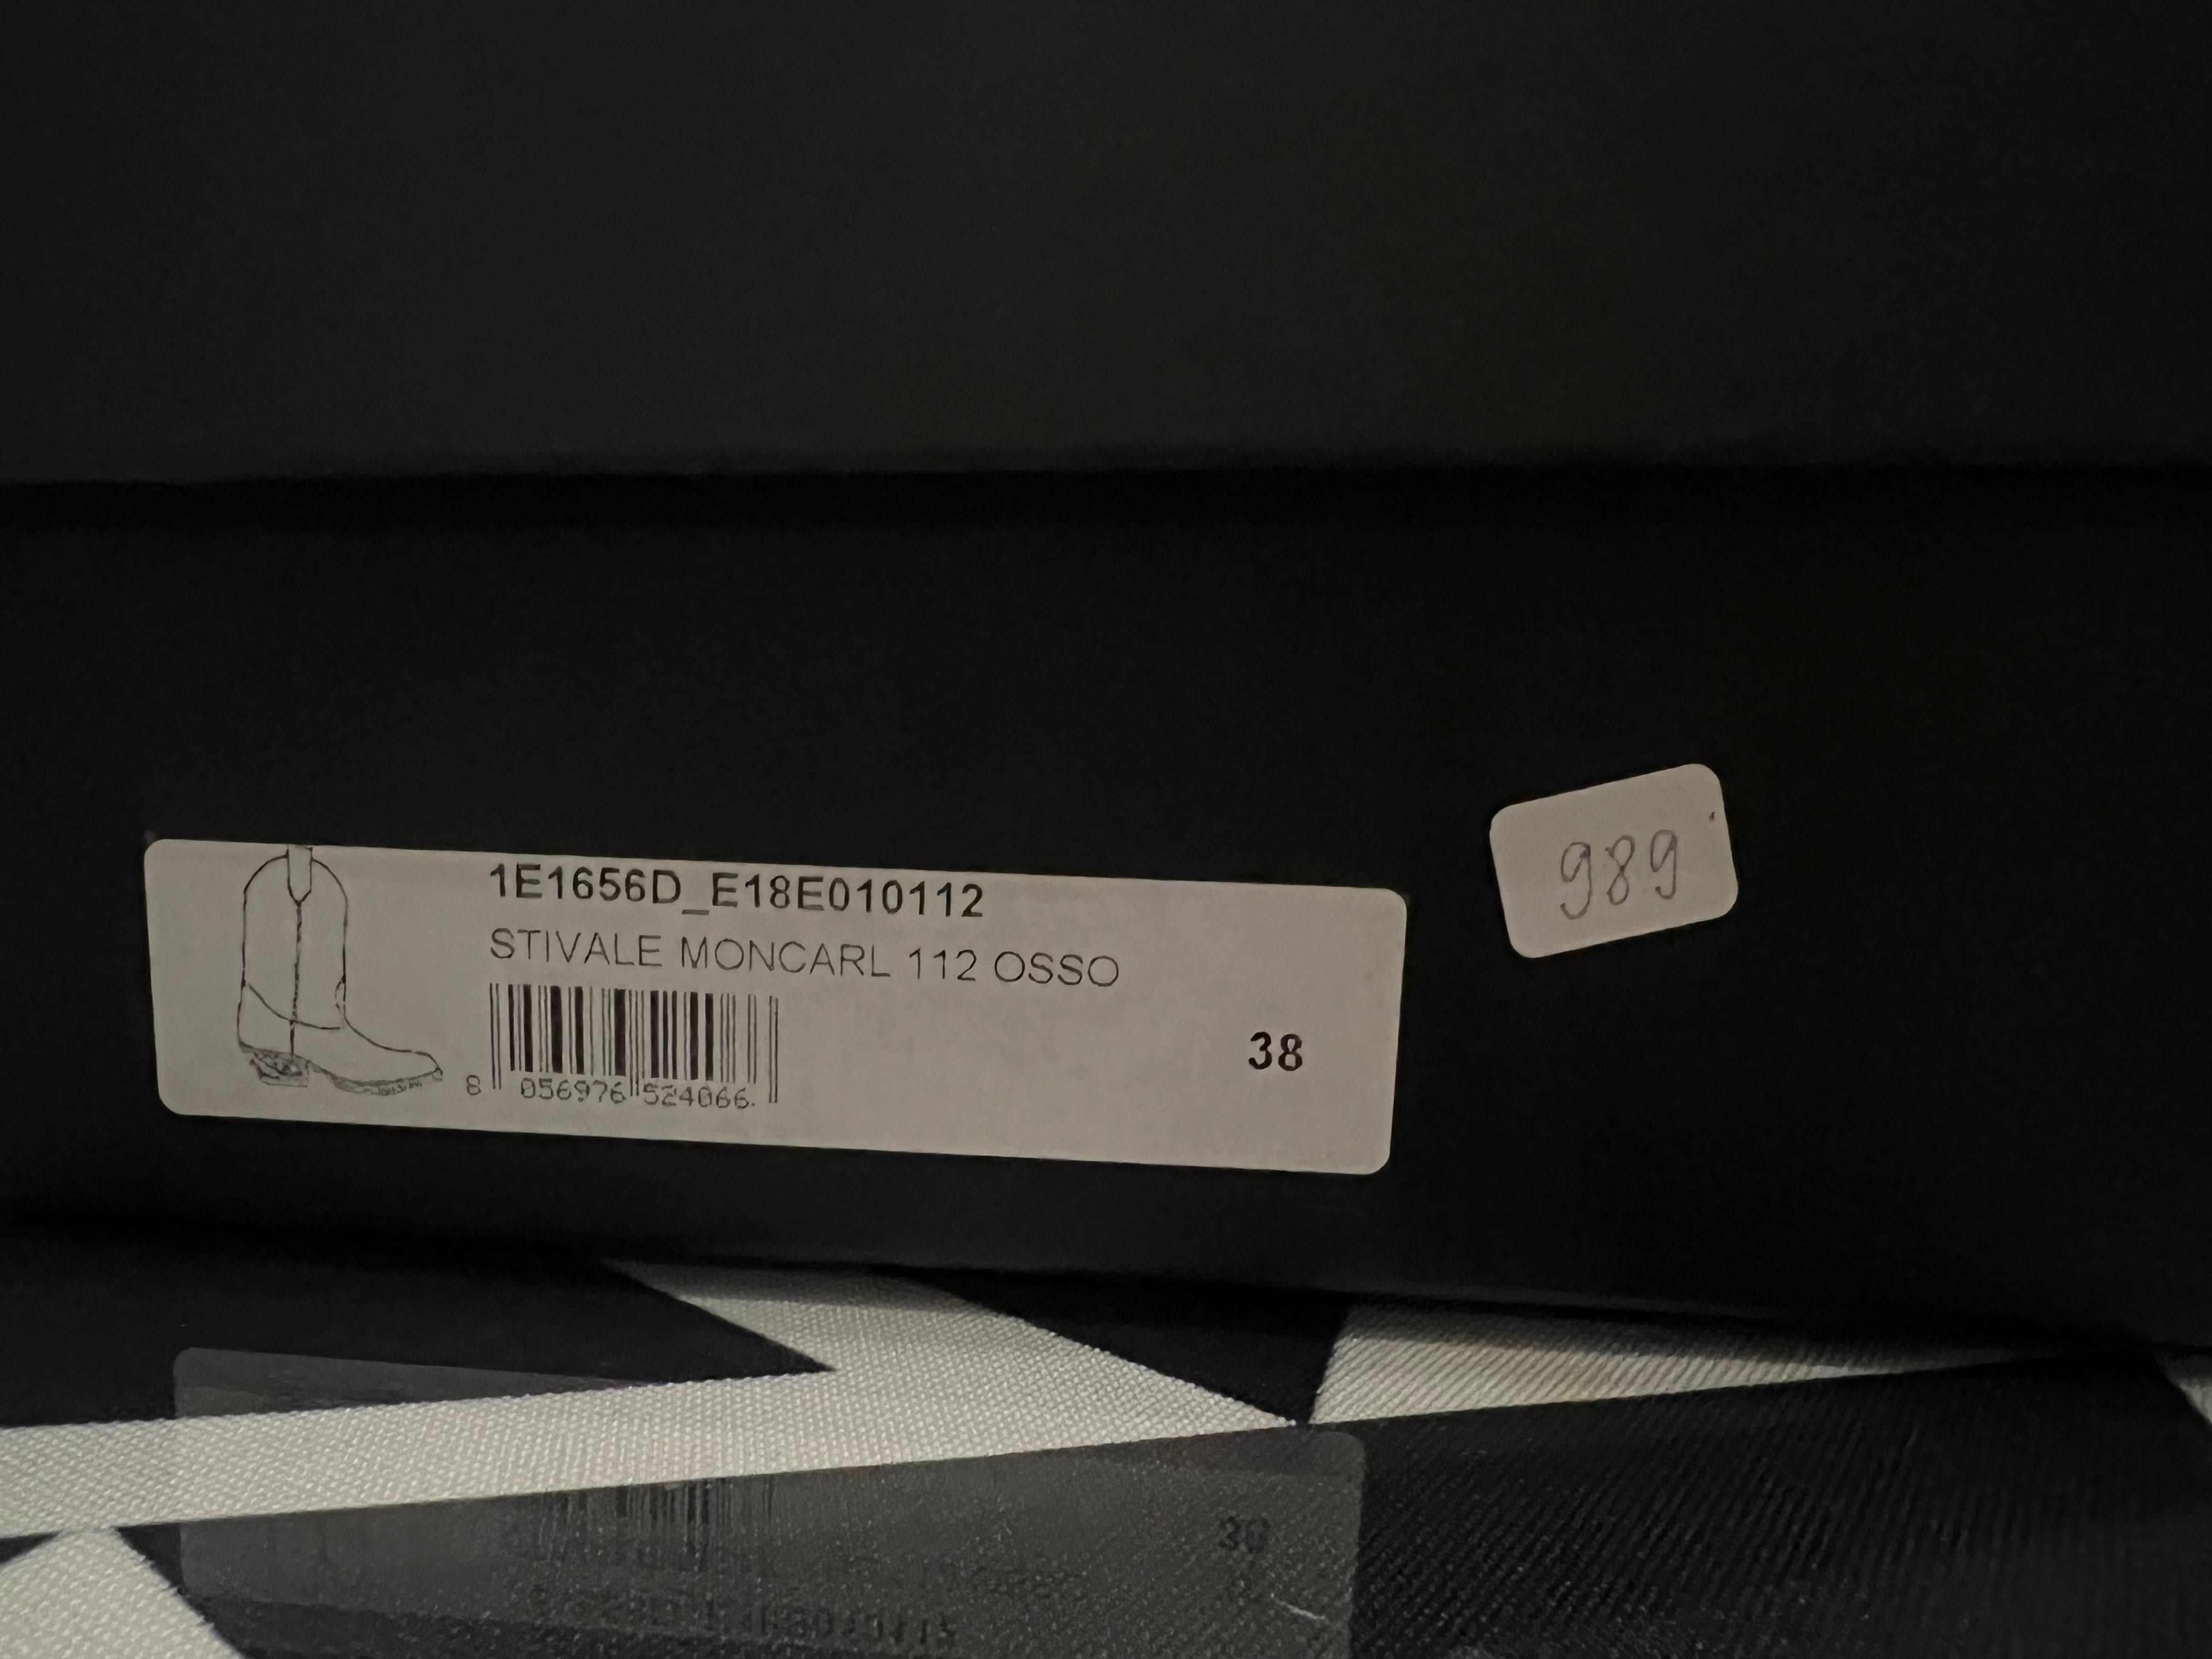 1E1656D_E18E010112
STIVALE MONCARL 112 OSSO
8 056976 524066
38
989